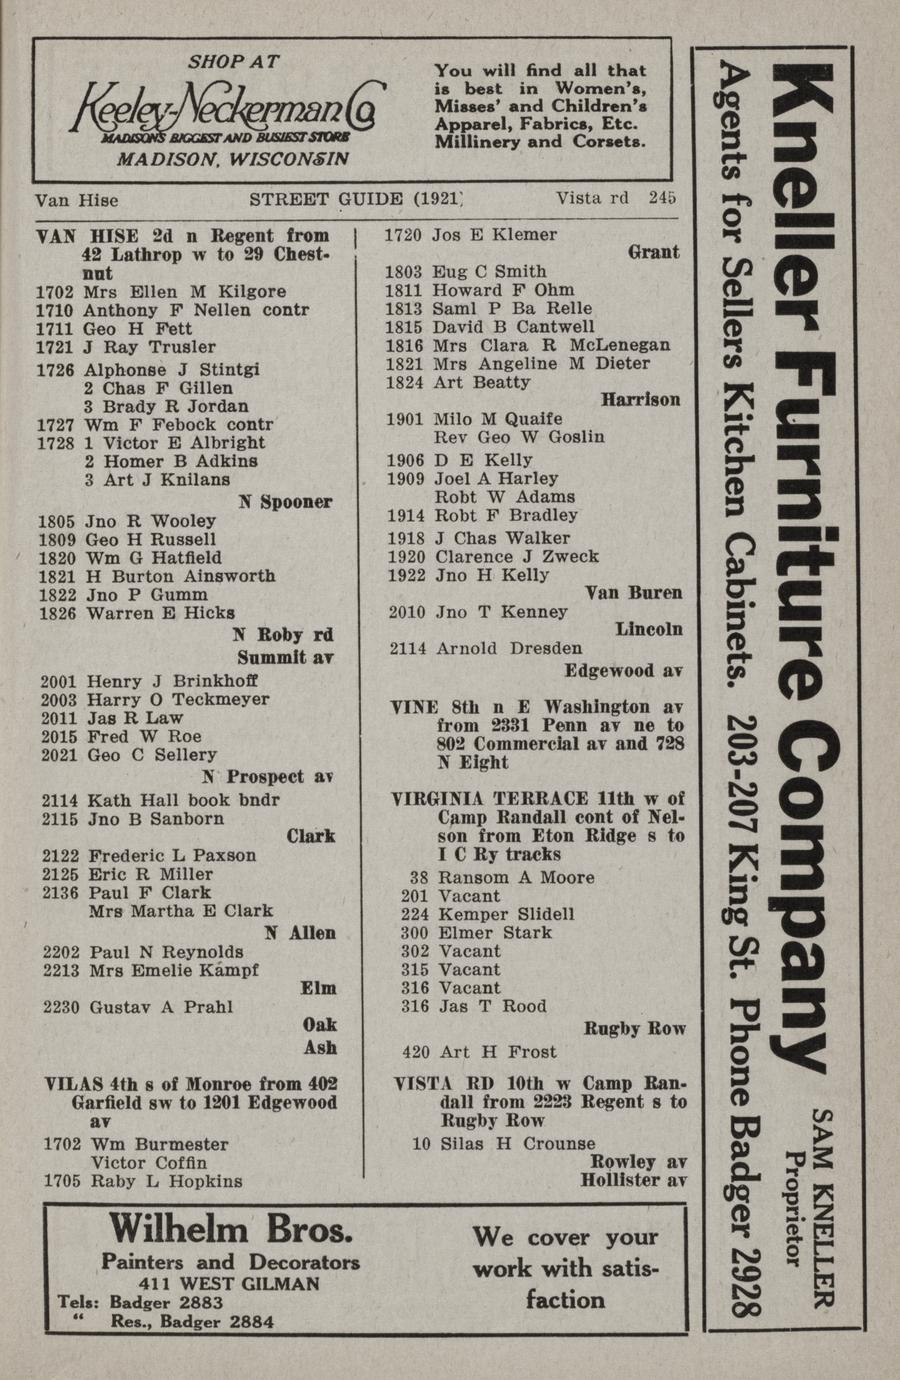 SHOP AT
Keeley-Neckerman Co
MADISON'S BIGGEST AND BUSIEST STORE
MADISON, WISCONSIN
You will find all that
is best in Women's,
Misses' and Children's
Apparel, Fabrics, Etc.
Millinery and Corsets.
Van Hise STREET GUIDE (1921) Vista rd 245
VAN HISE 2d n Regent from
42 Lathrop w to 29 Chest-
nut
1702 Mrs Ellen M Kilgore
1710 Anthony F Nellen contr
1711 Geo H Fett
1721 J Ray Trusler
1726 Alphonse J Stintgi
2 Chas F Gillen
3 Brady R Jordan
1727 Wm F Febock contr
1728 1 Victor E Albright
2 Homer B Adkins
3 Art J Knilans
N Spooner
1805 Jno R Wooley
1809 Geo H Russell
1820 Wm G Hatfield
1821 H Burton Ainsworth
1822 Jno P Gumm
1826 Warren E Hicks
N Roby rd
Summit av
2001 Henry J Brinkhoff
2003 Harry O Teckmeyer
2011 Jas R Law
2015 Fred W Roe
2021 Geo C Sellery
N Prospect av
2114 Kath Hall book bndr
2115 Jno B Sanborn
Clark
2122 Frederic L Paxson
2125 Eric R Miller
2136 Paul F Clark
Mrs Martha E Clark
N Allen
2202 Paul N Reynolds
2213 Mrs Emelie Kampf
Elm
2230 Gustav A Prahl
Oak
Ash
VILAS 4th s of Monroe from 402
Garfield sw to 1201 Edgewood
av
1702 Wm Burmester
Victor Coffin
1705 Raby L Hopkins
1720 Jos E Klemer
Grant
1803 Eug C Smith
1811 Howard F Ohm
1813 Saml P Ba Relle
1815 David B Cantwell
1816 Mrs Clara R McLenegan
1821 Mrs Angeline M Dieter
1824 Art Beatty
Harrison
1901 Milo M Quaife
Rev Geo W Goslin
1906 D E Kelly
1909 Joel A Harley
Robt W Adams
1914 Robt F Bradley
1918 J Chas Walker
1920 Clarence J Zweck
1922 Jno H Kelly
Van Buren
2010 Jno T Kenney
Lincoln
2114 Arnold Dresden
Edgewood av
VINE 8th n E Washington av
from 2331 Penn av ne to
802 Commercial av and 728
N Eight
VIRGINIA TERRACE 11th w of
Camp Randall cont of Nel-
son from Eton Ridge s to
I C Ry tracks
38 Ransom A Moore
201 Vacant
224 Kemper Slidell
300 Elmer Stark
302 Vacant
315 Vacant
316 Vacant
316 Jas T Rood
Rugby Row
420 Art H Frost
VISTA RD 10th w Camp Ran-
dall from 2223 Regent s to
Rugby Row
10 Silas H Crounse
Rowley av
Hollister av
Wilhelm Bros.
Painters and Decorators
411 WEST GILMAN
Tels: Badger 2883
" Res., Badger 2884
We cover your
work with satis-
faction
Kneller Furniture Company
SAM KNELLER
Proprietor
Agents for Sellers Kitchen Cabinets. 203-207 King St. Phone Badger 2928